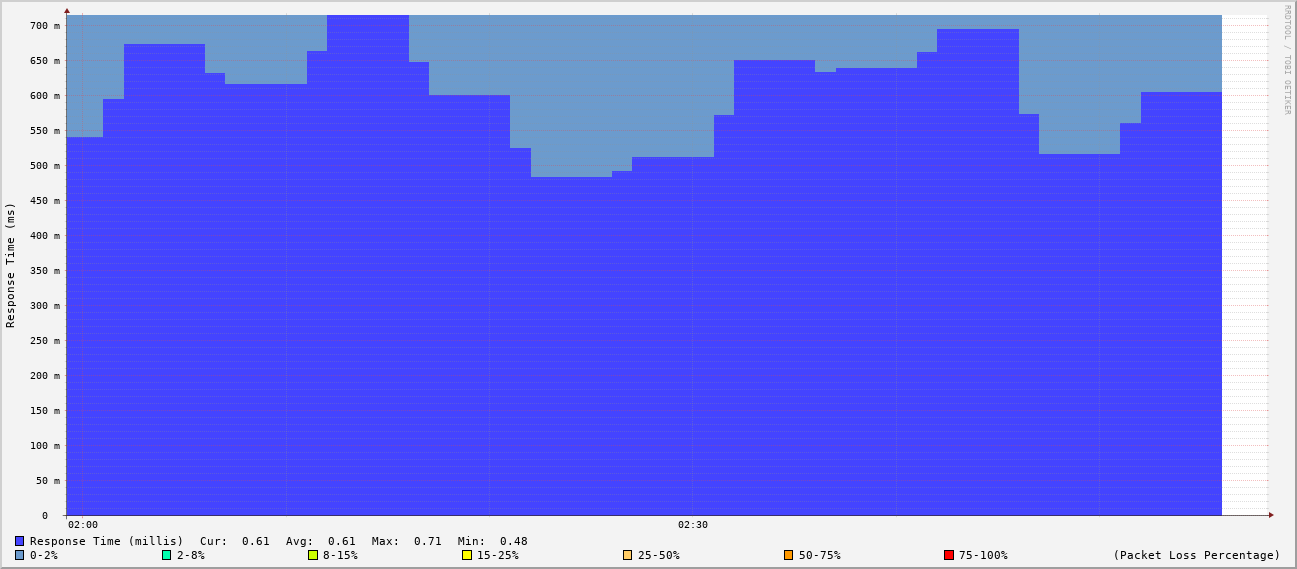 RRDTOOL / TOBI OETIKER
Response Time (ms)
700 m
650 m
600 m
550 m
500 m
450 m
400 m
350 m
300 m
250 m
200 m
150 m
100 m
50 m
0
02:00 02:30
Response Time (millis) Cur: 0.61 Avg: 0.61 Max: 0.71 Min: 0.48
0-2% 2-8% 8-15% 15-25% 25-50% 50-75% 75-100% (Packet Loss Percentage)